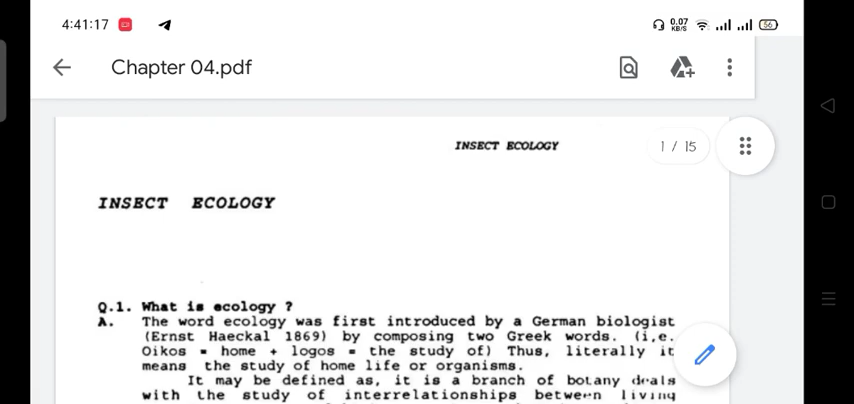 4:41:17 0.07 KB/S 56
Chapter 04.pdf
INSECT ECOLOGY
1 / 15
INSECT ECOLOGY
Q.1. What is ecology ?
A. The word ecology was first introduced by a German biologist
(Ernst Haeckal 1869) by composing two Greek words. (i,e.
Oikos = home + logos = the study of) Thus, literally it
means the study of home life or organisms.
It may be defined as, it is a branch of botany deals
with the study of interrelationships between living